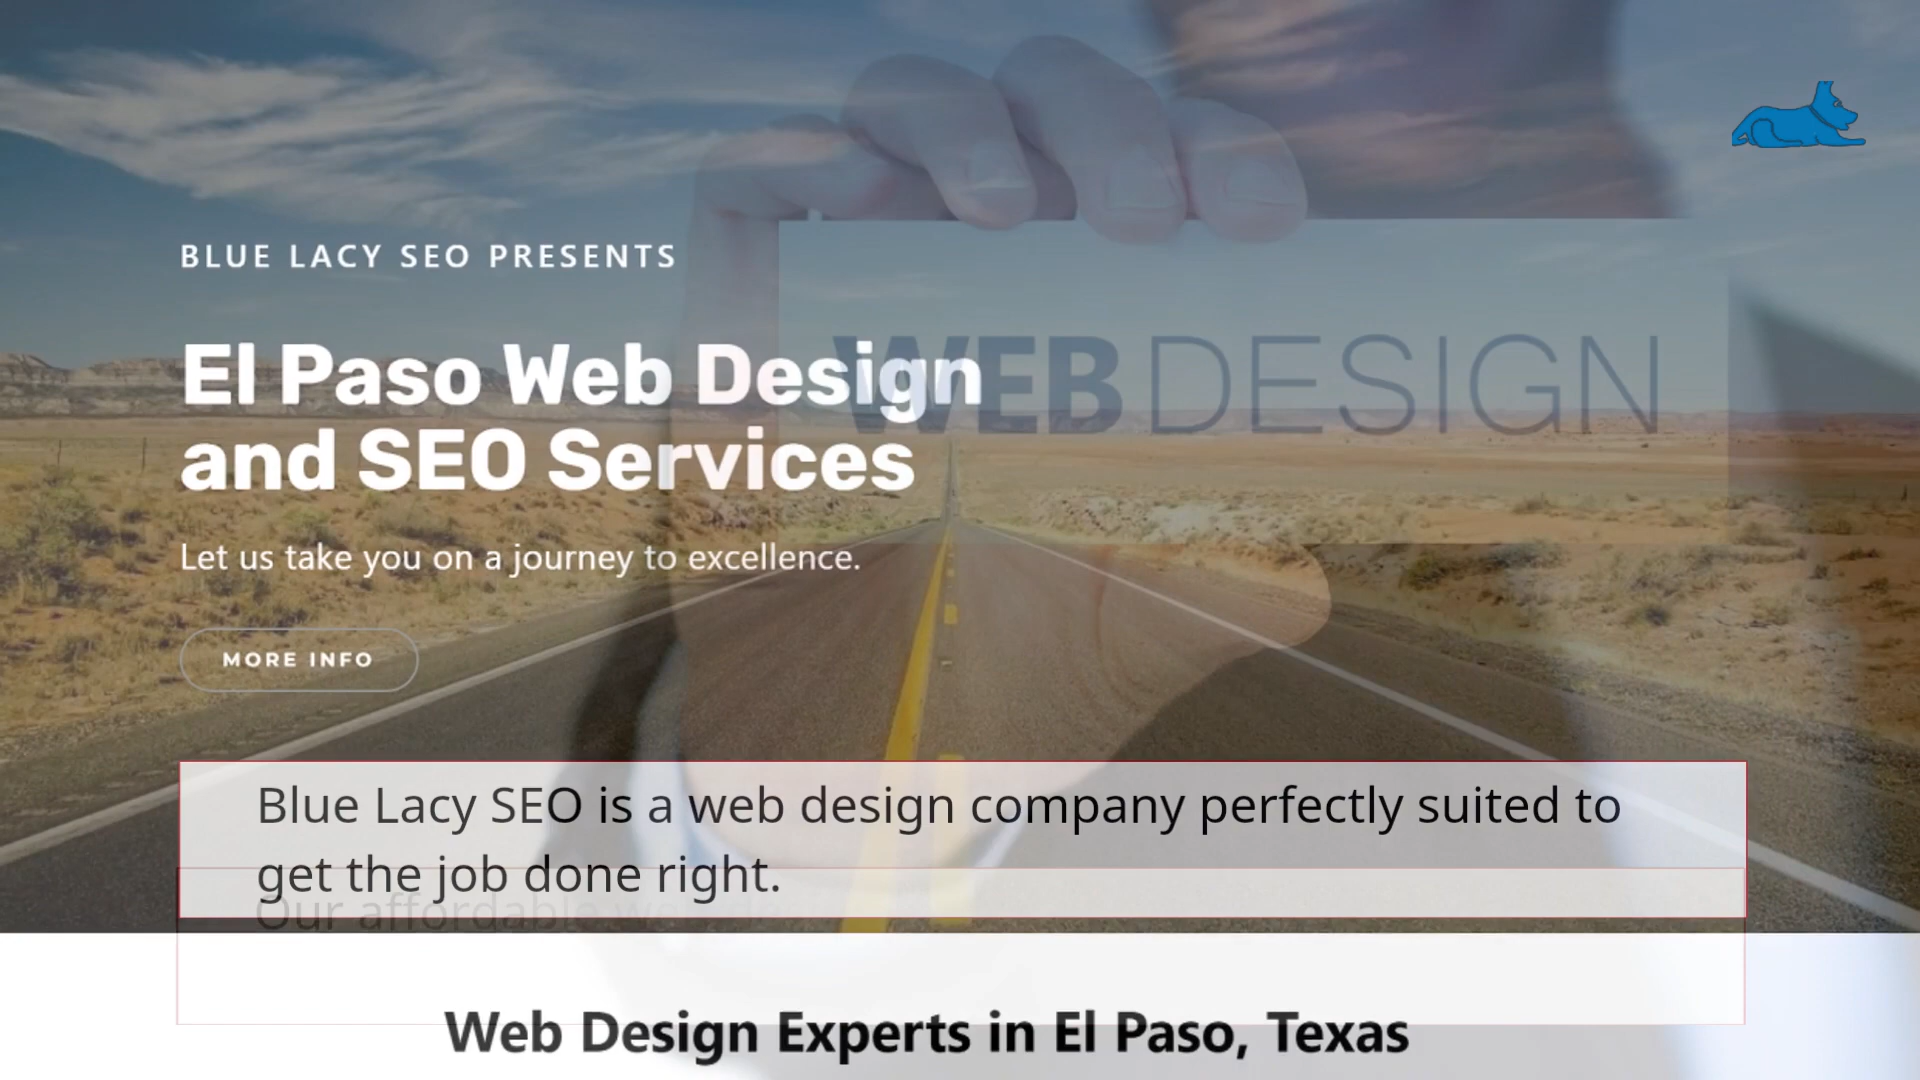 BLUE LACY SEO PRESENTS
El Paso Web Design
and SEO Services
WEBDESIGN
Let us take you on a journey to excellence.
MORE INFO
Blue Lacy SEO is a web design company perfectly suited to
get the job done right.
Our affordable
Web Design Experts in El Paso, Texas